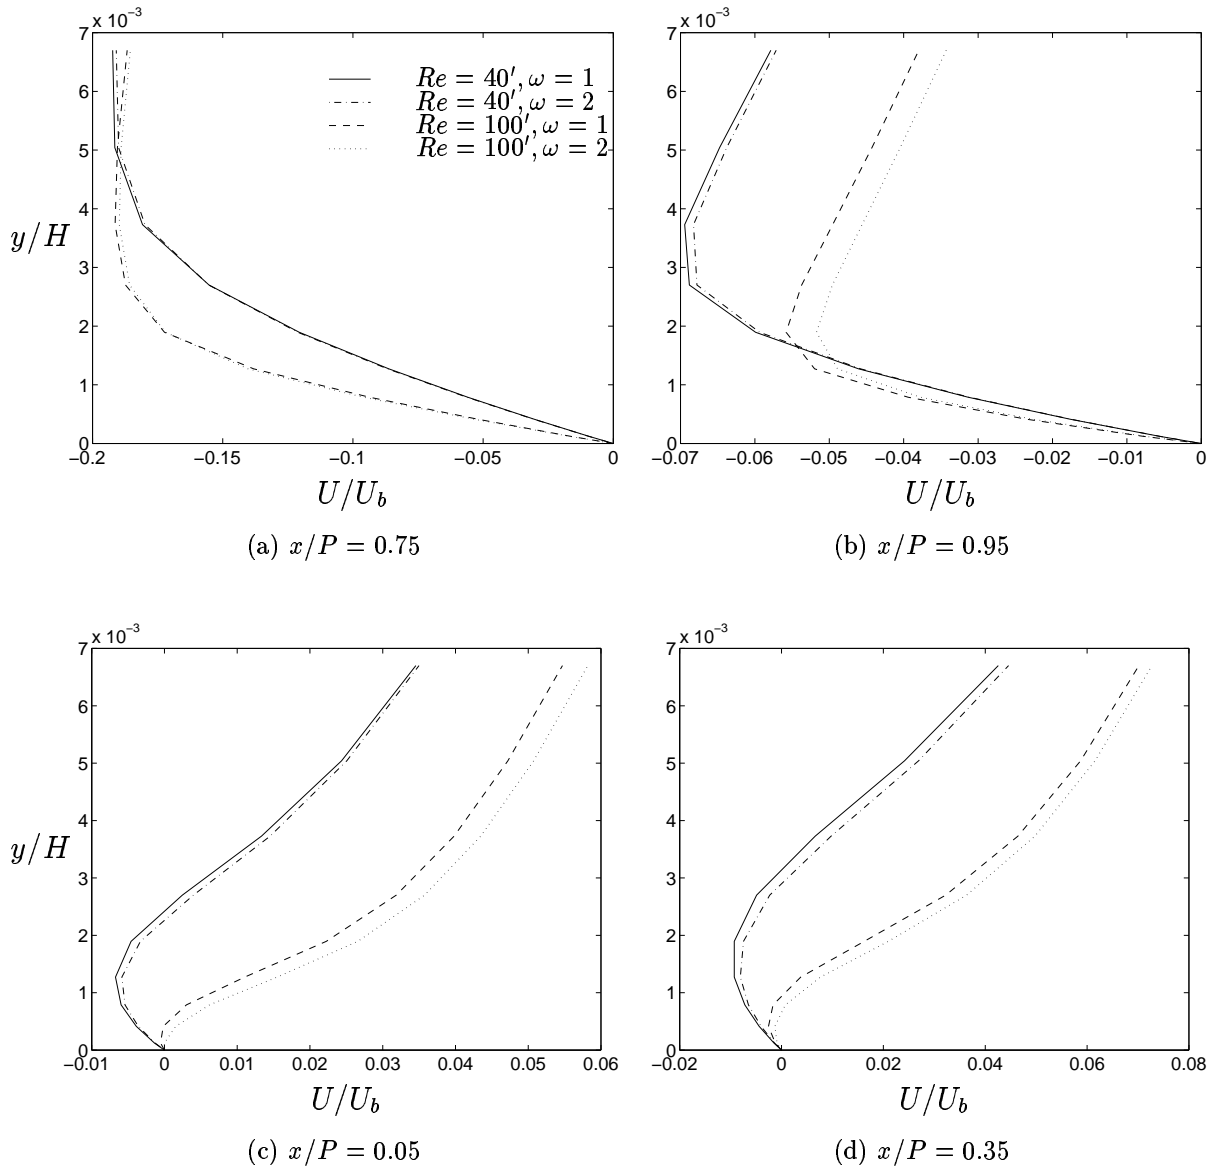 x 10−3
7
6
5
4
3
2
1
0
y/H
−0.2 −0.15 −0.1 −0.05 0
U/Ub
Re = 40′, ω = 1
Re = 40′, ω = 2
Re = 100′, ω = 1
Re = 100′, ω = 2
(a) x/P = 0.75
x 10−3
7
6
5
4
3
2
1
0
−0.07 −0.06 −0.05 −0.04 −0.03 −0.02 −0.01 0
U/Ub
(b) x/P = 0.95
x 10−3
7
6
5
4
3
2
1
0
y/H
−0.01 0 0.01 0.02 0.03 0.04 0.05 0.06
U/Ub
(c) x/P = 0.05
x 10−3
7
6
5
4
3
2
1
0
−0.02 0 0.02 0.04 0.06 0.08
U/Ub
(d) x/P = 0.35